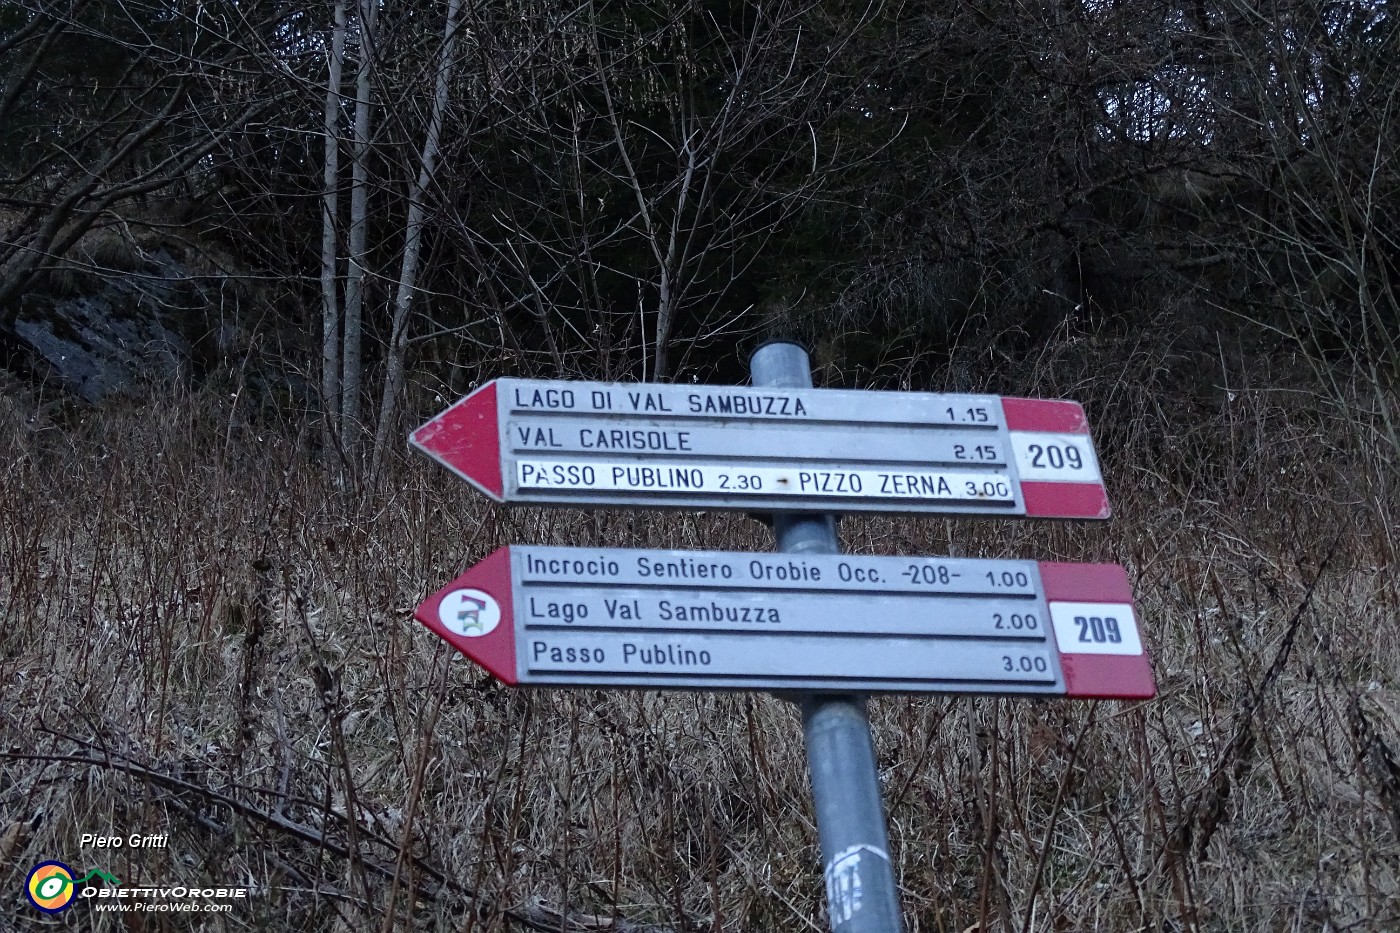 LAGO DI VAL SAMBUZZA 1.15
VAL CARISOLE 2.15
PASSO PUBLINO 2.30 - PIZZO ZERNA 3.00
209
Incrocio Sentiero Orobie Occ. -208- 1.00
Lago Val Sambuzza 2.00
Passo Publino 3.00
209
Piero Gritti
OBIETTIVOROBIE
www.PieroWeb.com